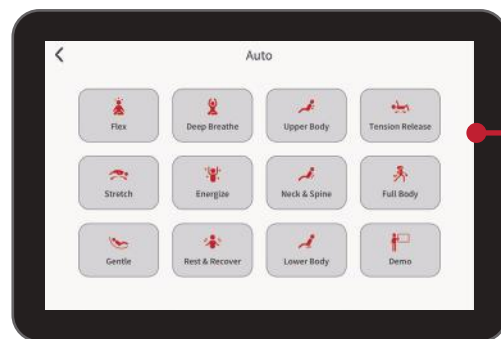 Auto
Flex Deep Breathe Upper Body Tension Release
Stretch Energize Neck & Spine Full Body
Gentle Rest & Recover Lower Body Demo